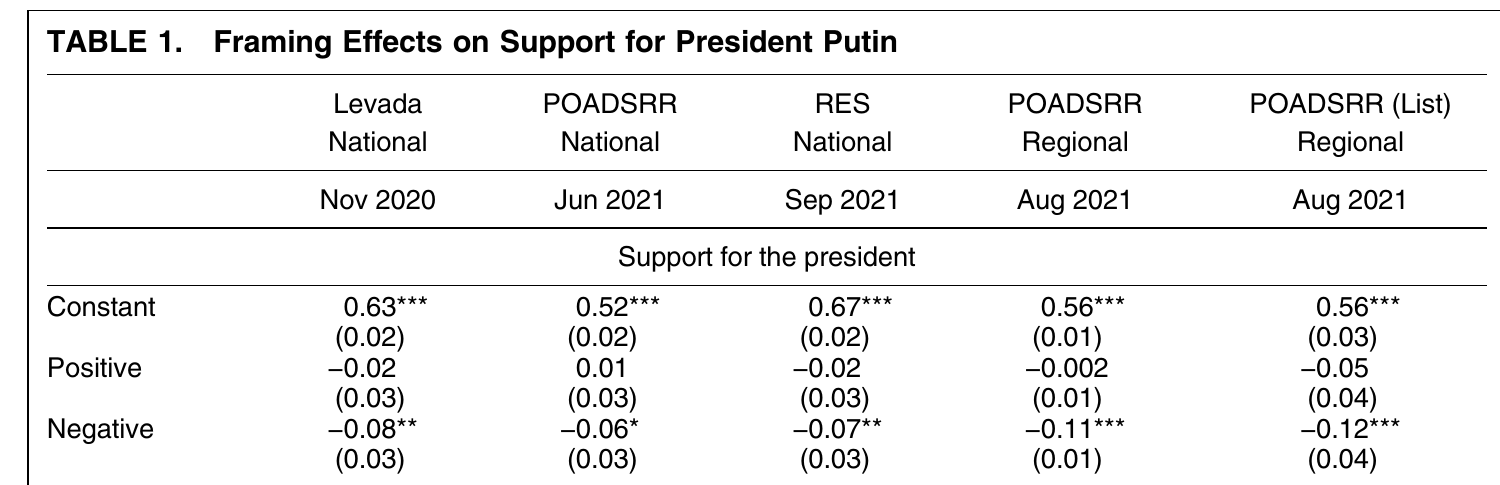 TABLE 1. Framing Effects on Support for President Putin
Levada POADSRR RES POADSRR POADSRR (List)
National National National Regional Regional
Nov 2020 Jun 2021 Sep 2021 Aug 2021 Aug 2021
Support for the president
Constant 0.63*** 0.52*** 0.67*** 0.56*** 0.56***
(0.02) (0.02) (0.02) (0.01) (0.03)
Positive −0.02 0.01 −0.02 −0.002 −0.05
(0.03) (0.03) (0.03) (0.01) (0.04)
Negative −0.08** −0.06* −0.07** −0.11*** −0.12***
(0.03) (0.03) (0.03) (0.01) (0.04)